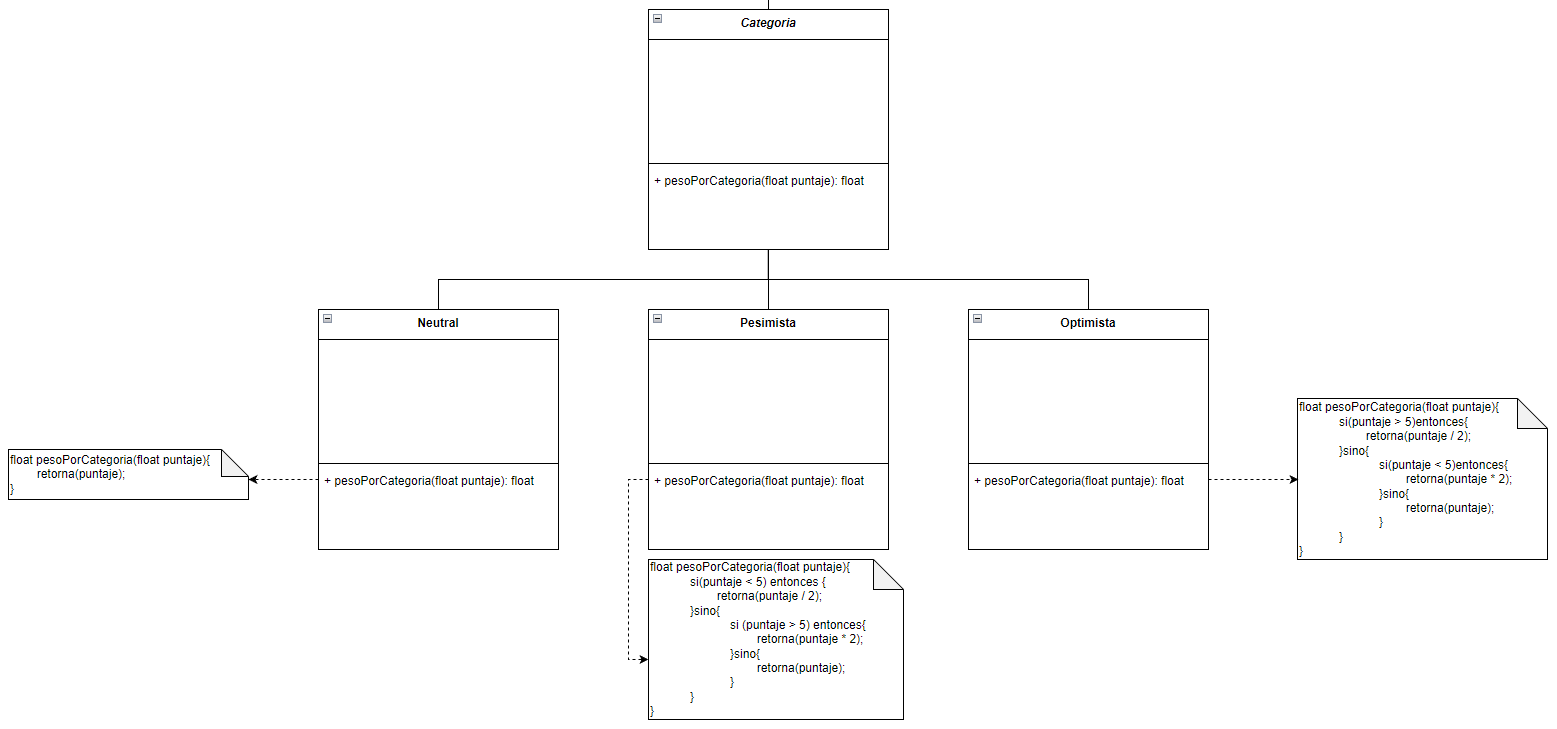 Categoria
+ pesoPorCategoria(float puntaje): float
Neutral
+ pesoPorCategoria(float puntaje): float
Pesimista
+ pesoPorCategoria(float puntaje): float
Optimista
+ pesoPorCategoria(float puntaje): float
float pesoPorCategoria(float puntaje){
retorna(puntaje);
}
float pesoPorCategoria(float puntaje){
si(puntaje < 5) entonces {
retorna(puntaje / 2);
}sino{
si (puntaje > 5) entonces{
retorna(puntaje * 2);
}sino{
retorna(puntaje);
}
}
}
float pesoPorCategoria(float puntaje){
si(puntaje > 5)entonces{
retorna(puntaje / 2);
}sino{
si(puntaje < 5)entonces{
retorna(puntaje * 2);
}sino{
retorna(puntaje);
}
}
}